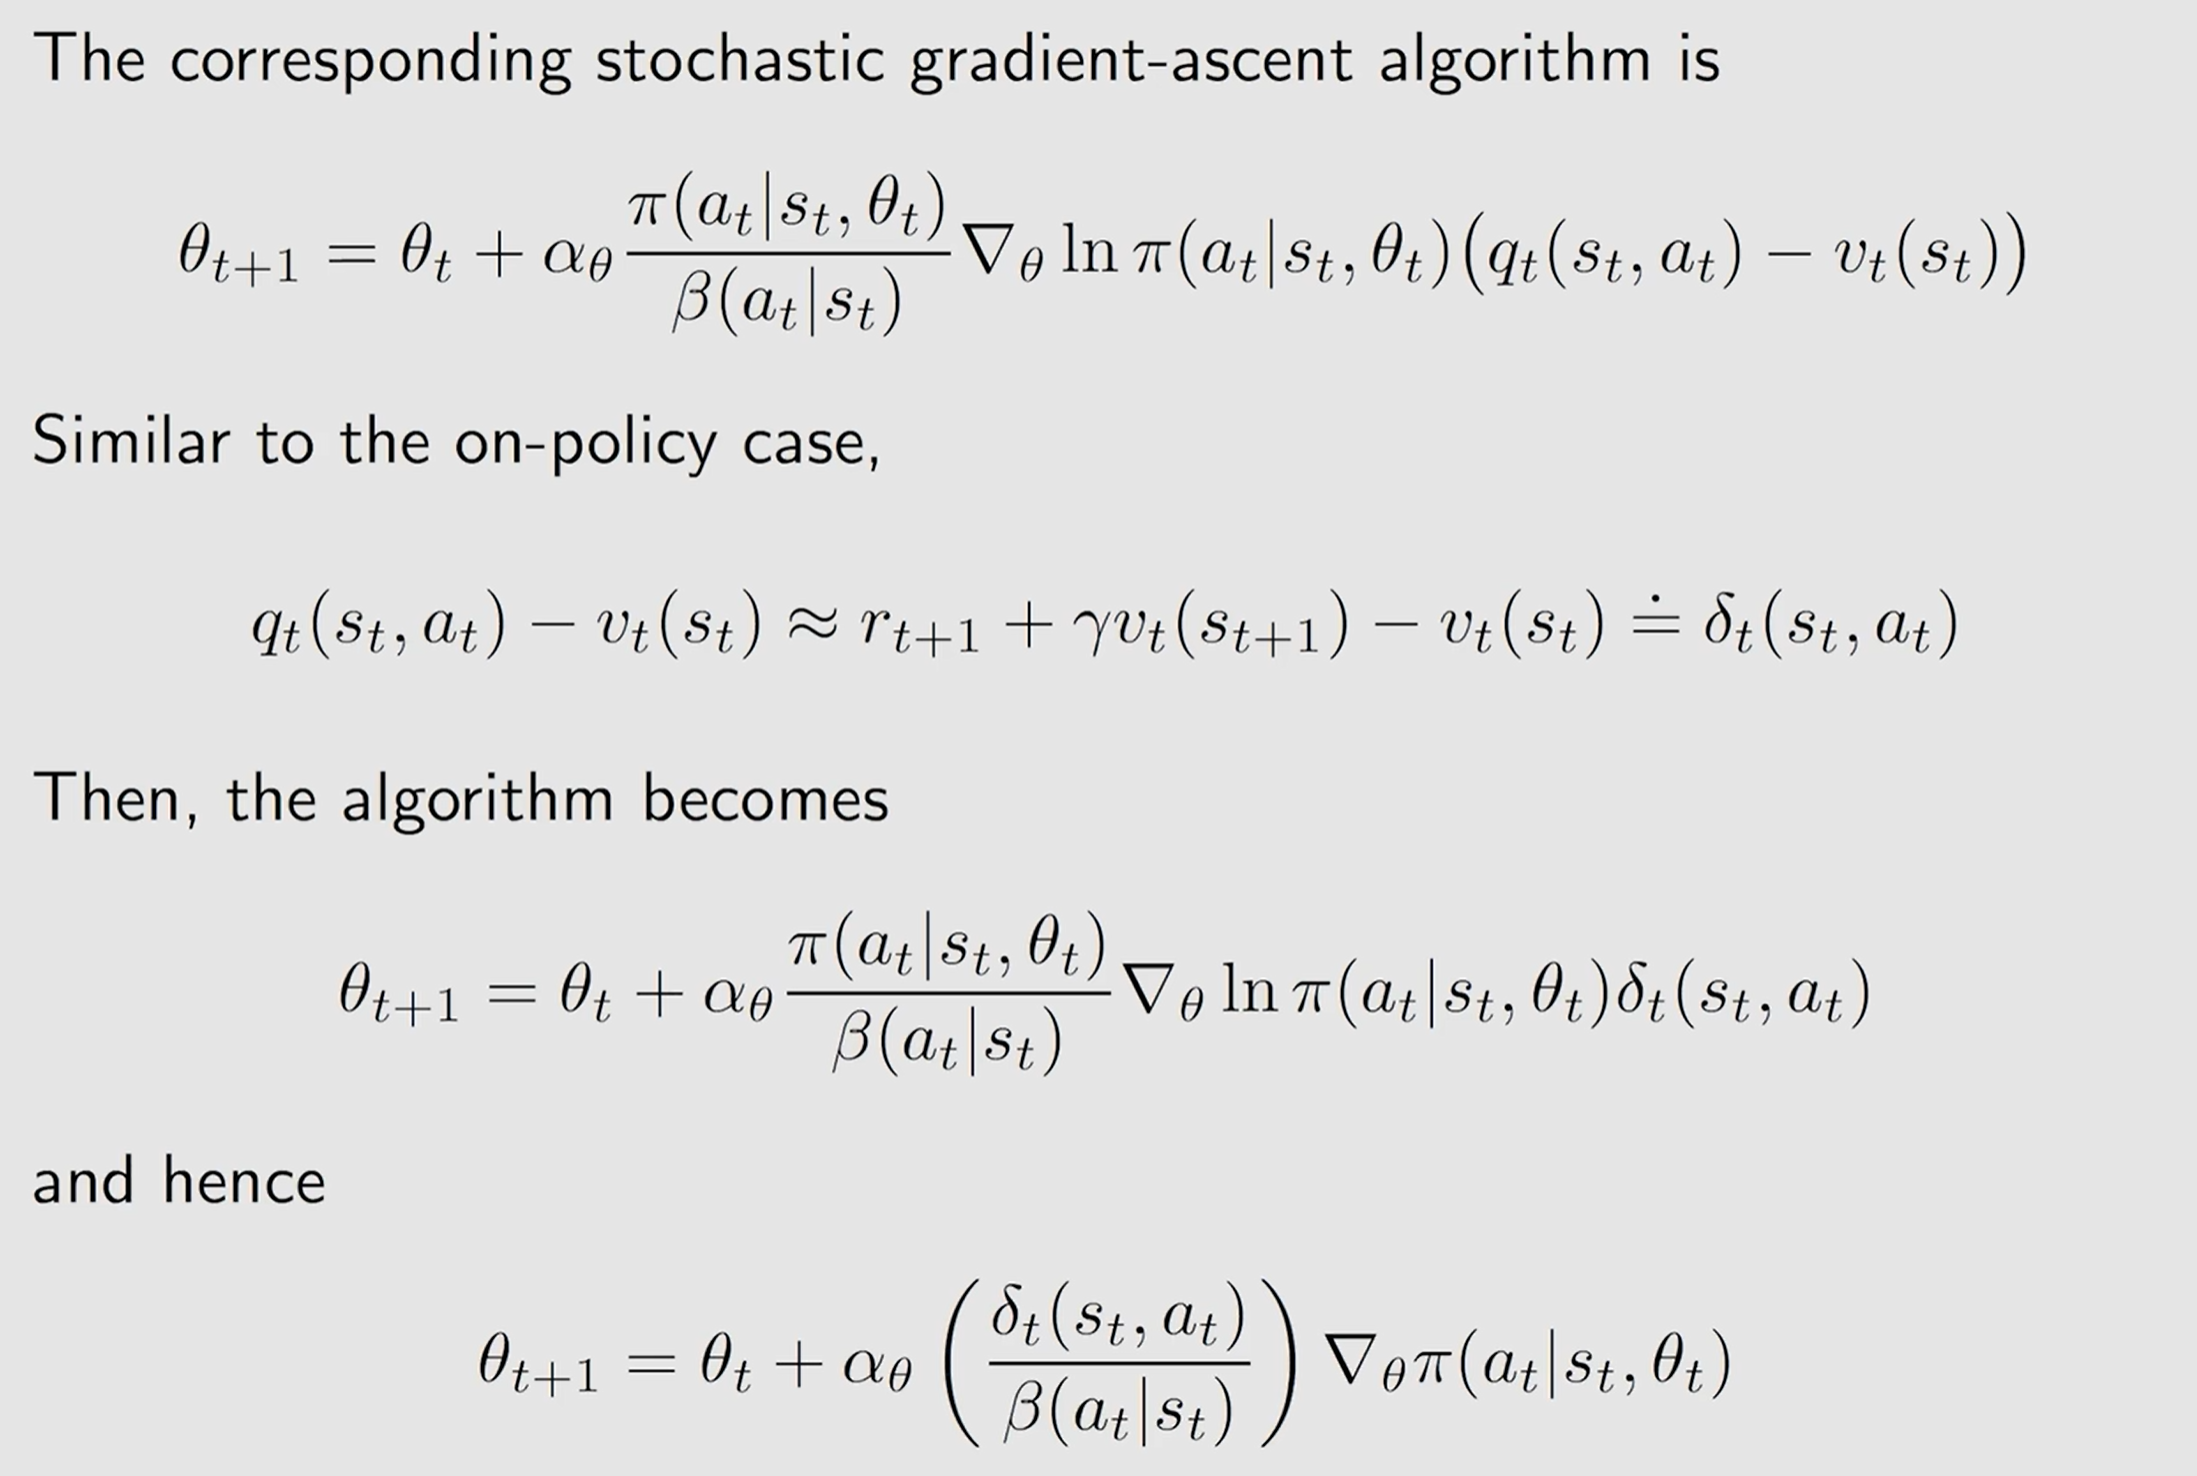 The corresponding stochastic gradient-ascent algorithm is
$\theta_{t+1} = \theta_t + \alpha_\theta \frac{\pi(a_t|s_t, \theta_t)}{\beta(a_t|s_t)} \nabla_\theta \ln \pi(a_t|s_t, \theta_t) \big( q_t(s_t, a_t) - v_t(s_t) \big)$
Similar to the on-policy case,
$q_t(s_t, a_t) - v_t(s_t) \approx r_{t+1} + \gamma v_t(s_{t+1}) - v_t(s_t) \doteq \delta_t(s_t, a_t)$
Then, the algorithm becomes
$\theta_{t+1} = \theta_t + \alpha_\theta \frac{\pi(a_t|s_t, \theta_t)}{\beta(a_t|s_t)} \nabla_\theta \ln \pi(a_t|s_t, \theta_t) \delta_t(s_t, a_t)$
and hence
$\theta_{t+1} = \theta_t + \alpha_\theta \left( \frac{\delta_t(s_t, a_t)}{\beta(a_t|s_t)} \right) \nabla_\theta \pi(a_t|s_t, \theta_t)$